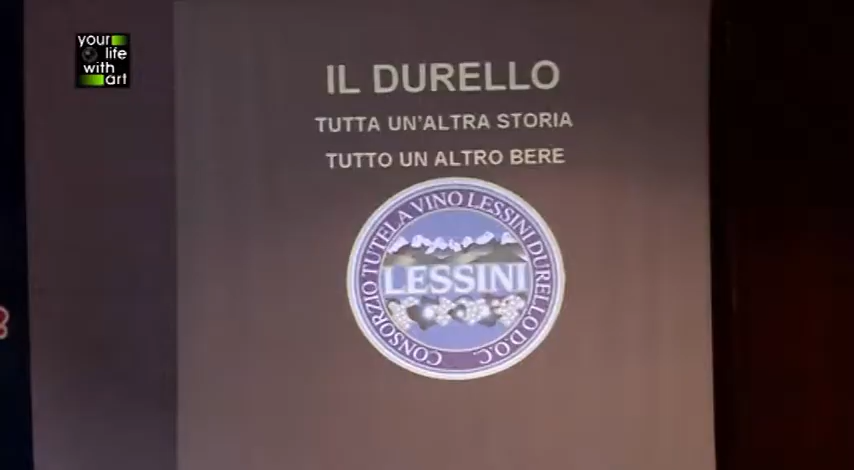 your
life
with
art
IL DURELLO
TUTTA UN'ALTRA STORIA
TUTTO UN ALTRO BERE
CONSORZIO TUTELA VINO LESSINI DURELLO D.O.C.
LESSINI